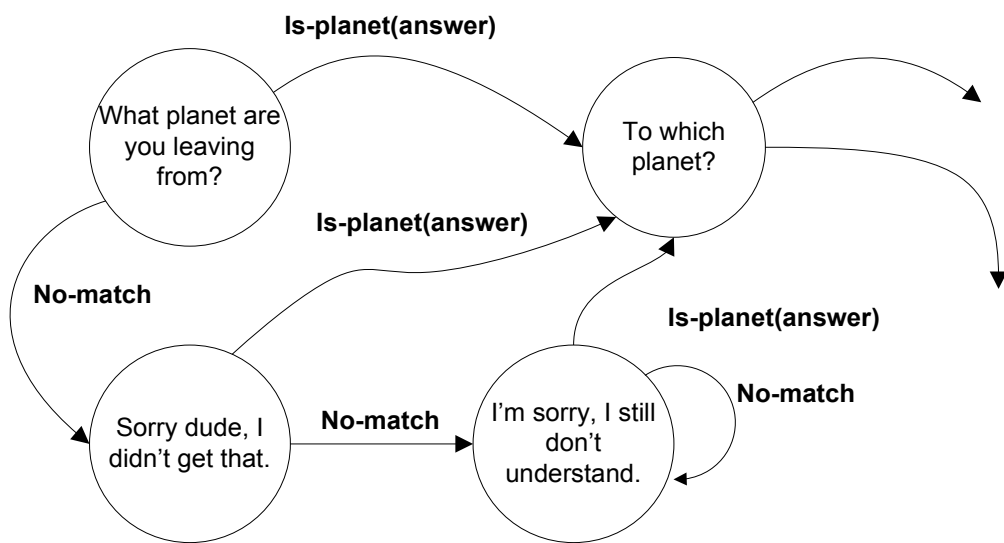 Is-planet(answer)
What planet are
you leaving
from?
To which
planet?
Is-planet(answer)
No-match
Is-planet(answer)
Sorry dude, I
didn’t get that.
No-match
I’m sorry, I still
don’t
understand.
No-match